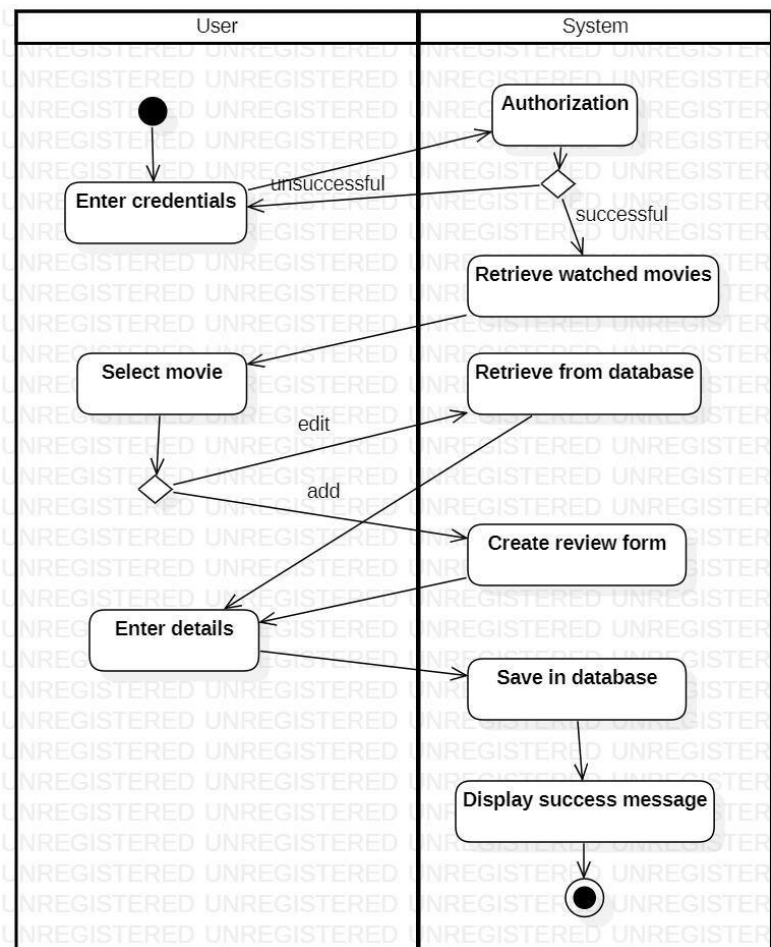 User
System
Authorization
Enter credentials
unsuccessful
successful
Retrieve watched movies
Select movie
Retrieve from database
edit
add
Create review form
Enter details
Save in database
Display success message
UNREGISTERED